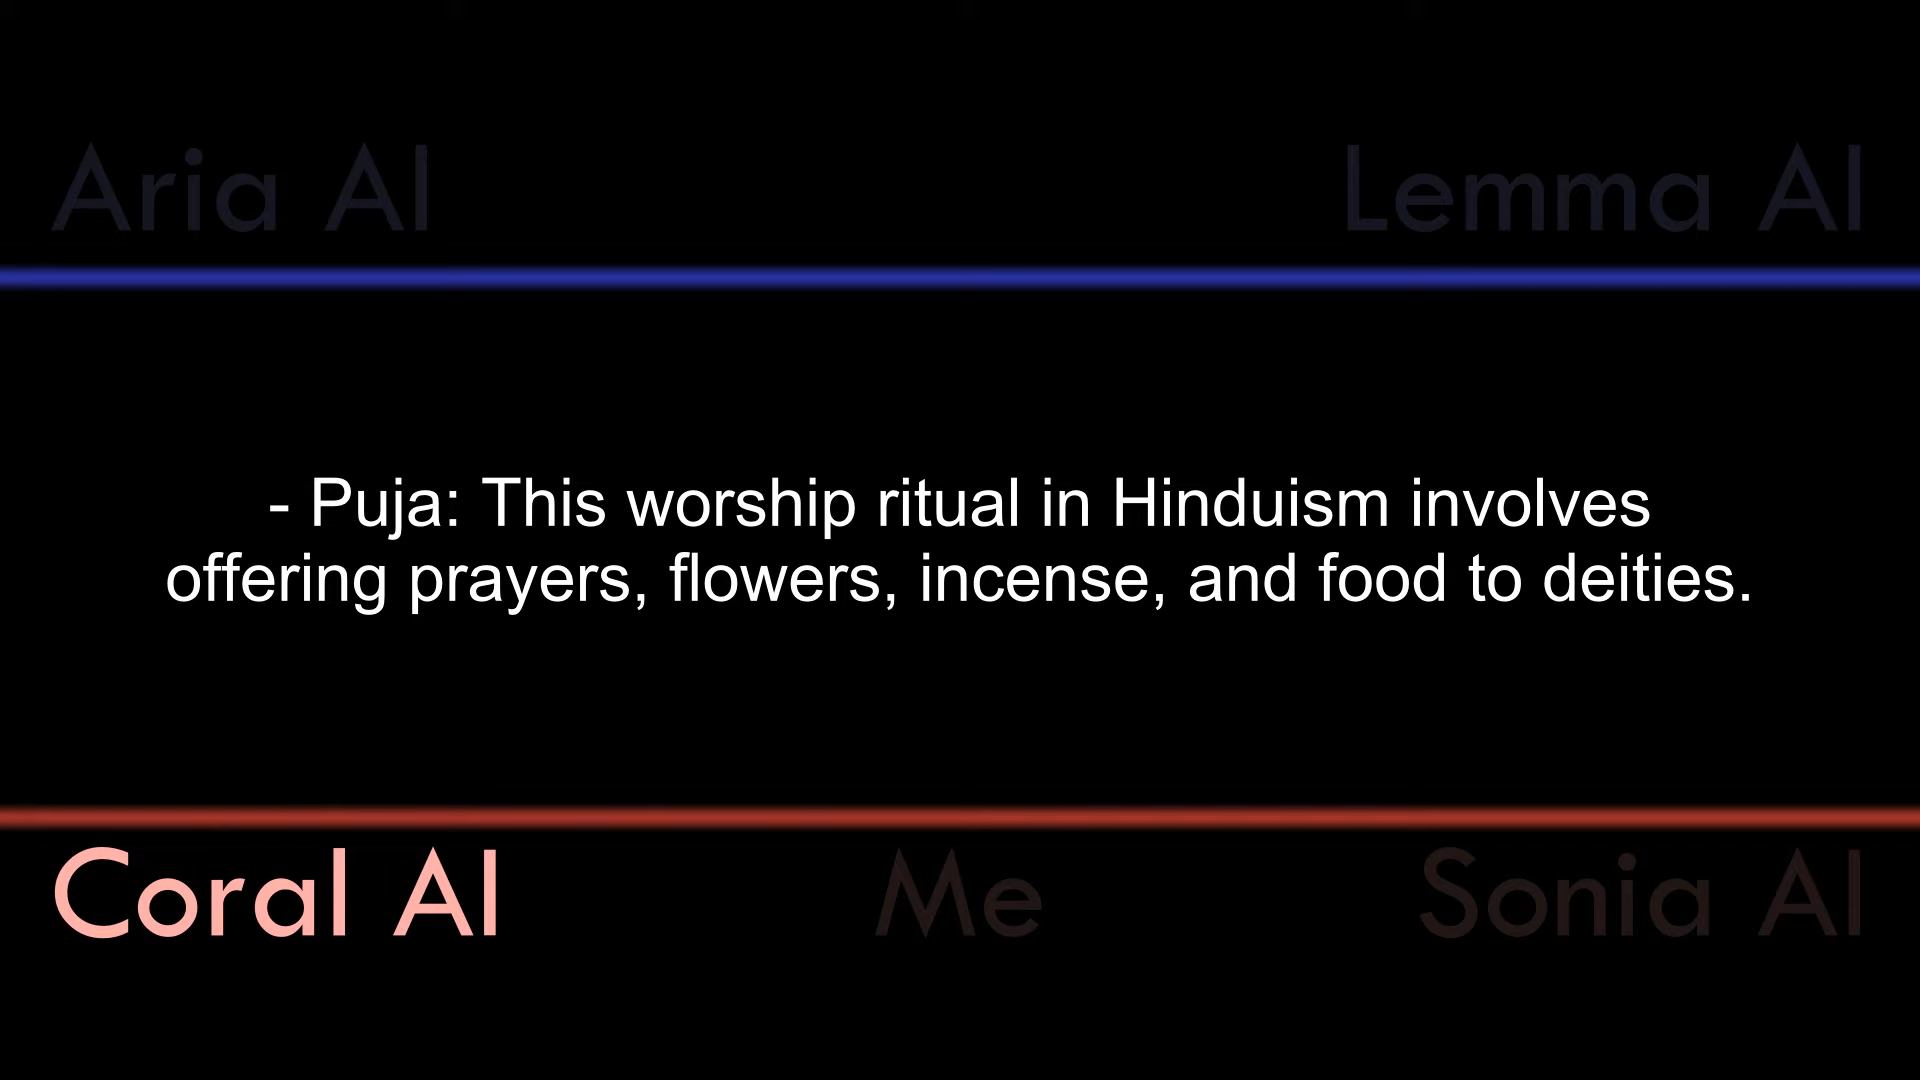 Aria AI
Lemma AI
- Puja: This worship ritual in Hinduism involves
offering prayers, flowers, incense, and food to deities.
Coral AI
Me
Sonia AI